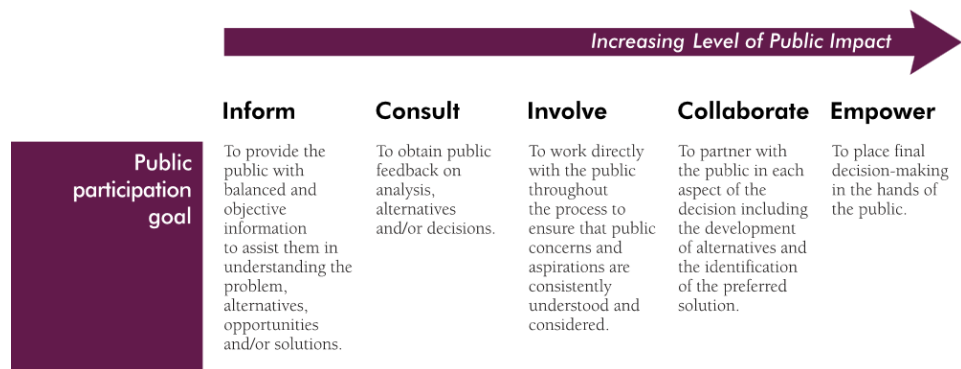 Increasing Level of Public Impact
Inform
Consult
Involve
Collaborate
Empower
Public
participation
goal
To provide the
public with
balanced and
objective
information
to assist them in
understanding the
problem,
alternatives,
opportunities
and/or solutions.
To obtain public
feedback on
analysis,
alternatives
and/or decisions.
To work directly
with the public
throughout
the process to
ensure that public
concerns and
aspirations are
consistently
understood and
considered.
To partner with
the public in each
aspect of the
decision including
the development
of alternatives and
the identification
of the preferred
solution.
To place final
decision-making
in the hands of
the public.